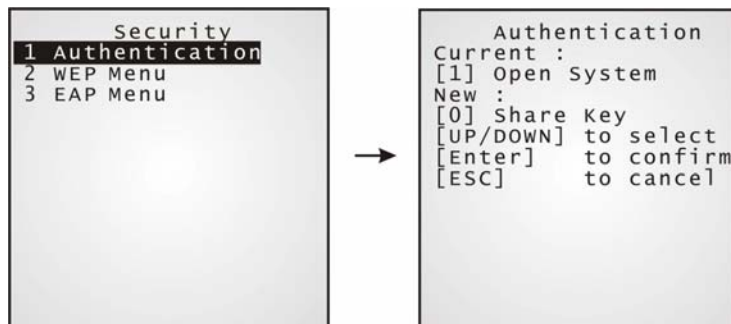 Security
1 Authentication
2 WEP Menu
3 EAP Menu
Authentication
Current :
[1] Open System
New :
[0] Share Key
[UP/DOWN] to select
[Enter] to confirm
[ESC] to cancel